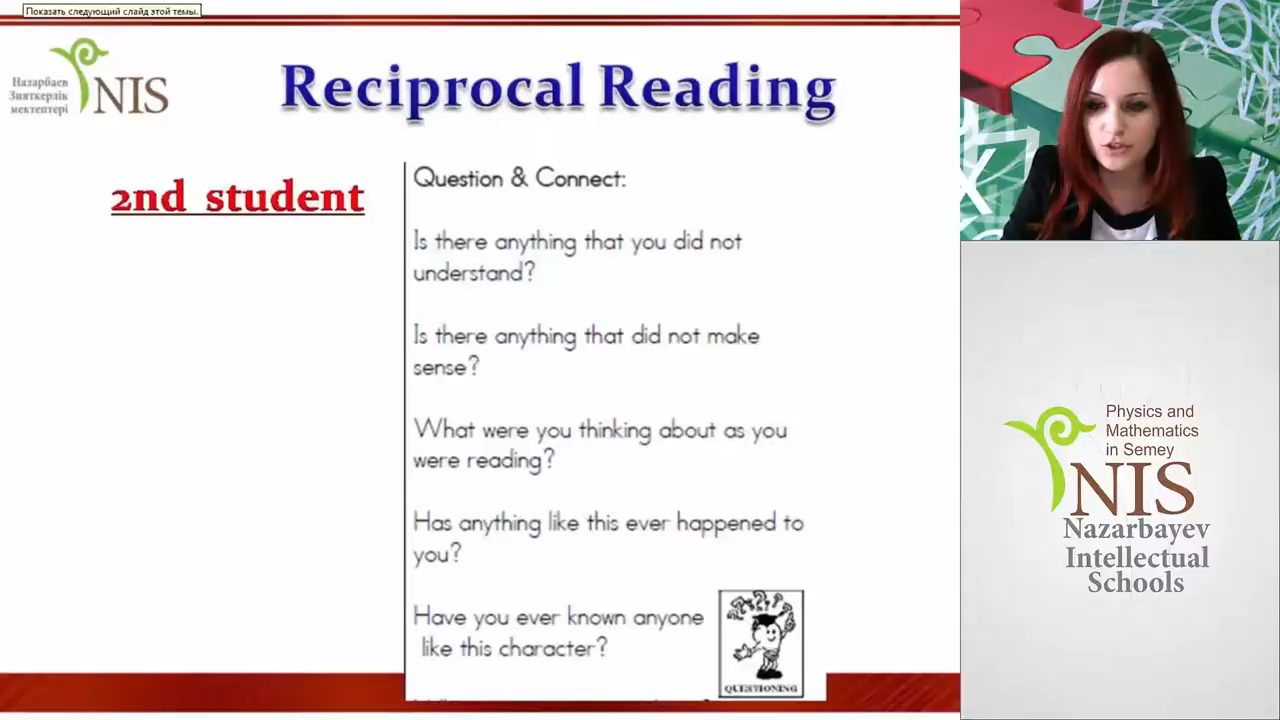 Показать следующий слайд этой темы.
Назарбаев
Зияткерлік
мектептері
NIS
Reciprocal Reading
2nd student
Question & Connect:
Is there anything that you did not
understand?
Is there anything that did not make
sense?
What were you thinking about as you
were reading?
Has anything like this ever happened to
you?
Have you ever known anyone
like this character?
QUESTIONING
Physics and
Mathematics
in Semey
NIS
Nazarbayev
Intellectual
Schools